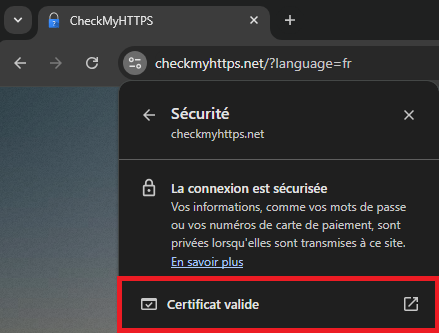 CheckMyHTTPS
checkmyhttps.net/?language=fr
Sécurité
checkmyhttps.net
La connexion est sécurisée
Vos informations, comme vos mots de passe
ou vos numéros de carte de paiement, sont
privées lorsqu'elles sont transmises à ce site.
En savoir plus
Certificat valide